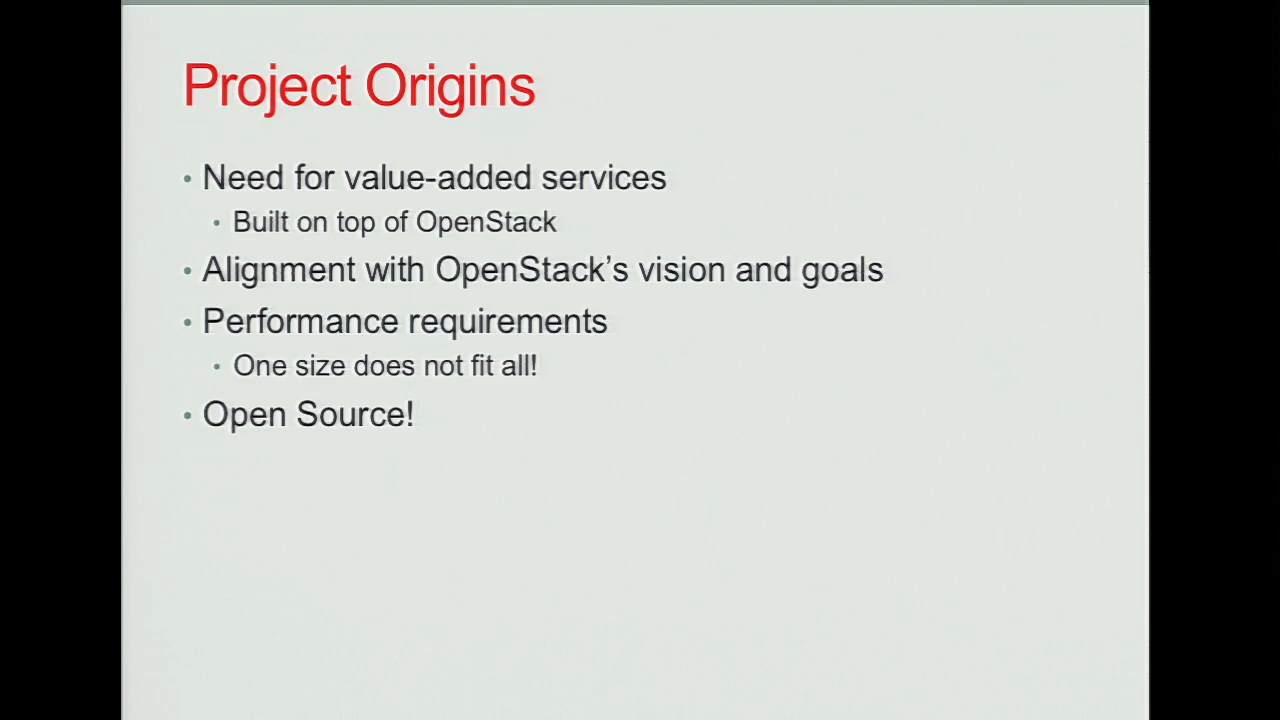 Project Origins
• Need for value-added services
• Built on top of OpenStack
• Alignment with OpenStack’s vision and goals
• Performance requirements
• One size does not fit all!
• Open Source!